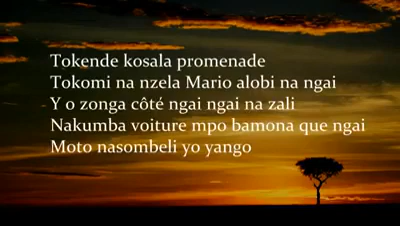 Tokende kosala promenade
Tokomi na nzela Mario alobi na ngai
Y o zonga côté ngai ngai na zali
Nakumba voiture mpo bamona que ngai
Moto nasombeli yo yango